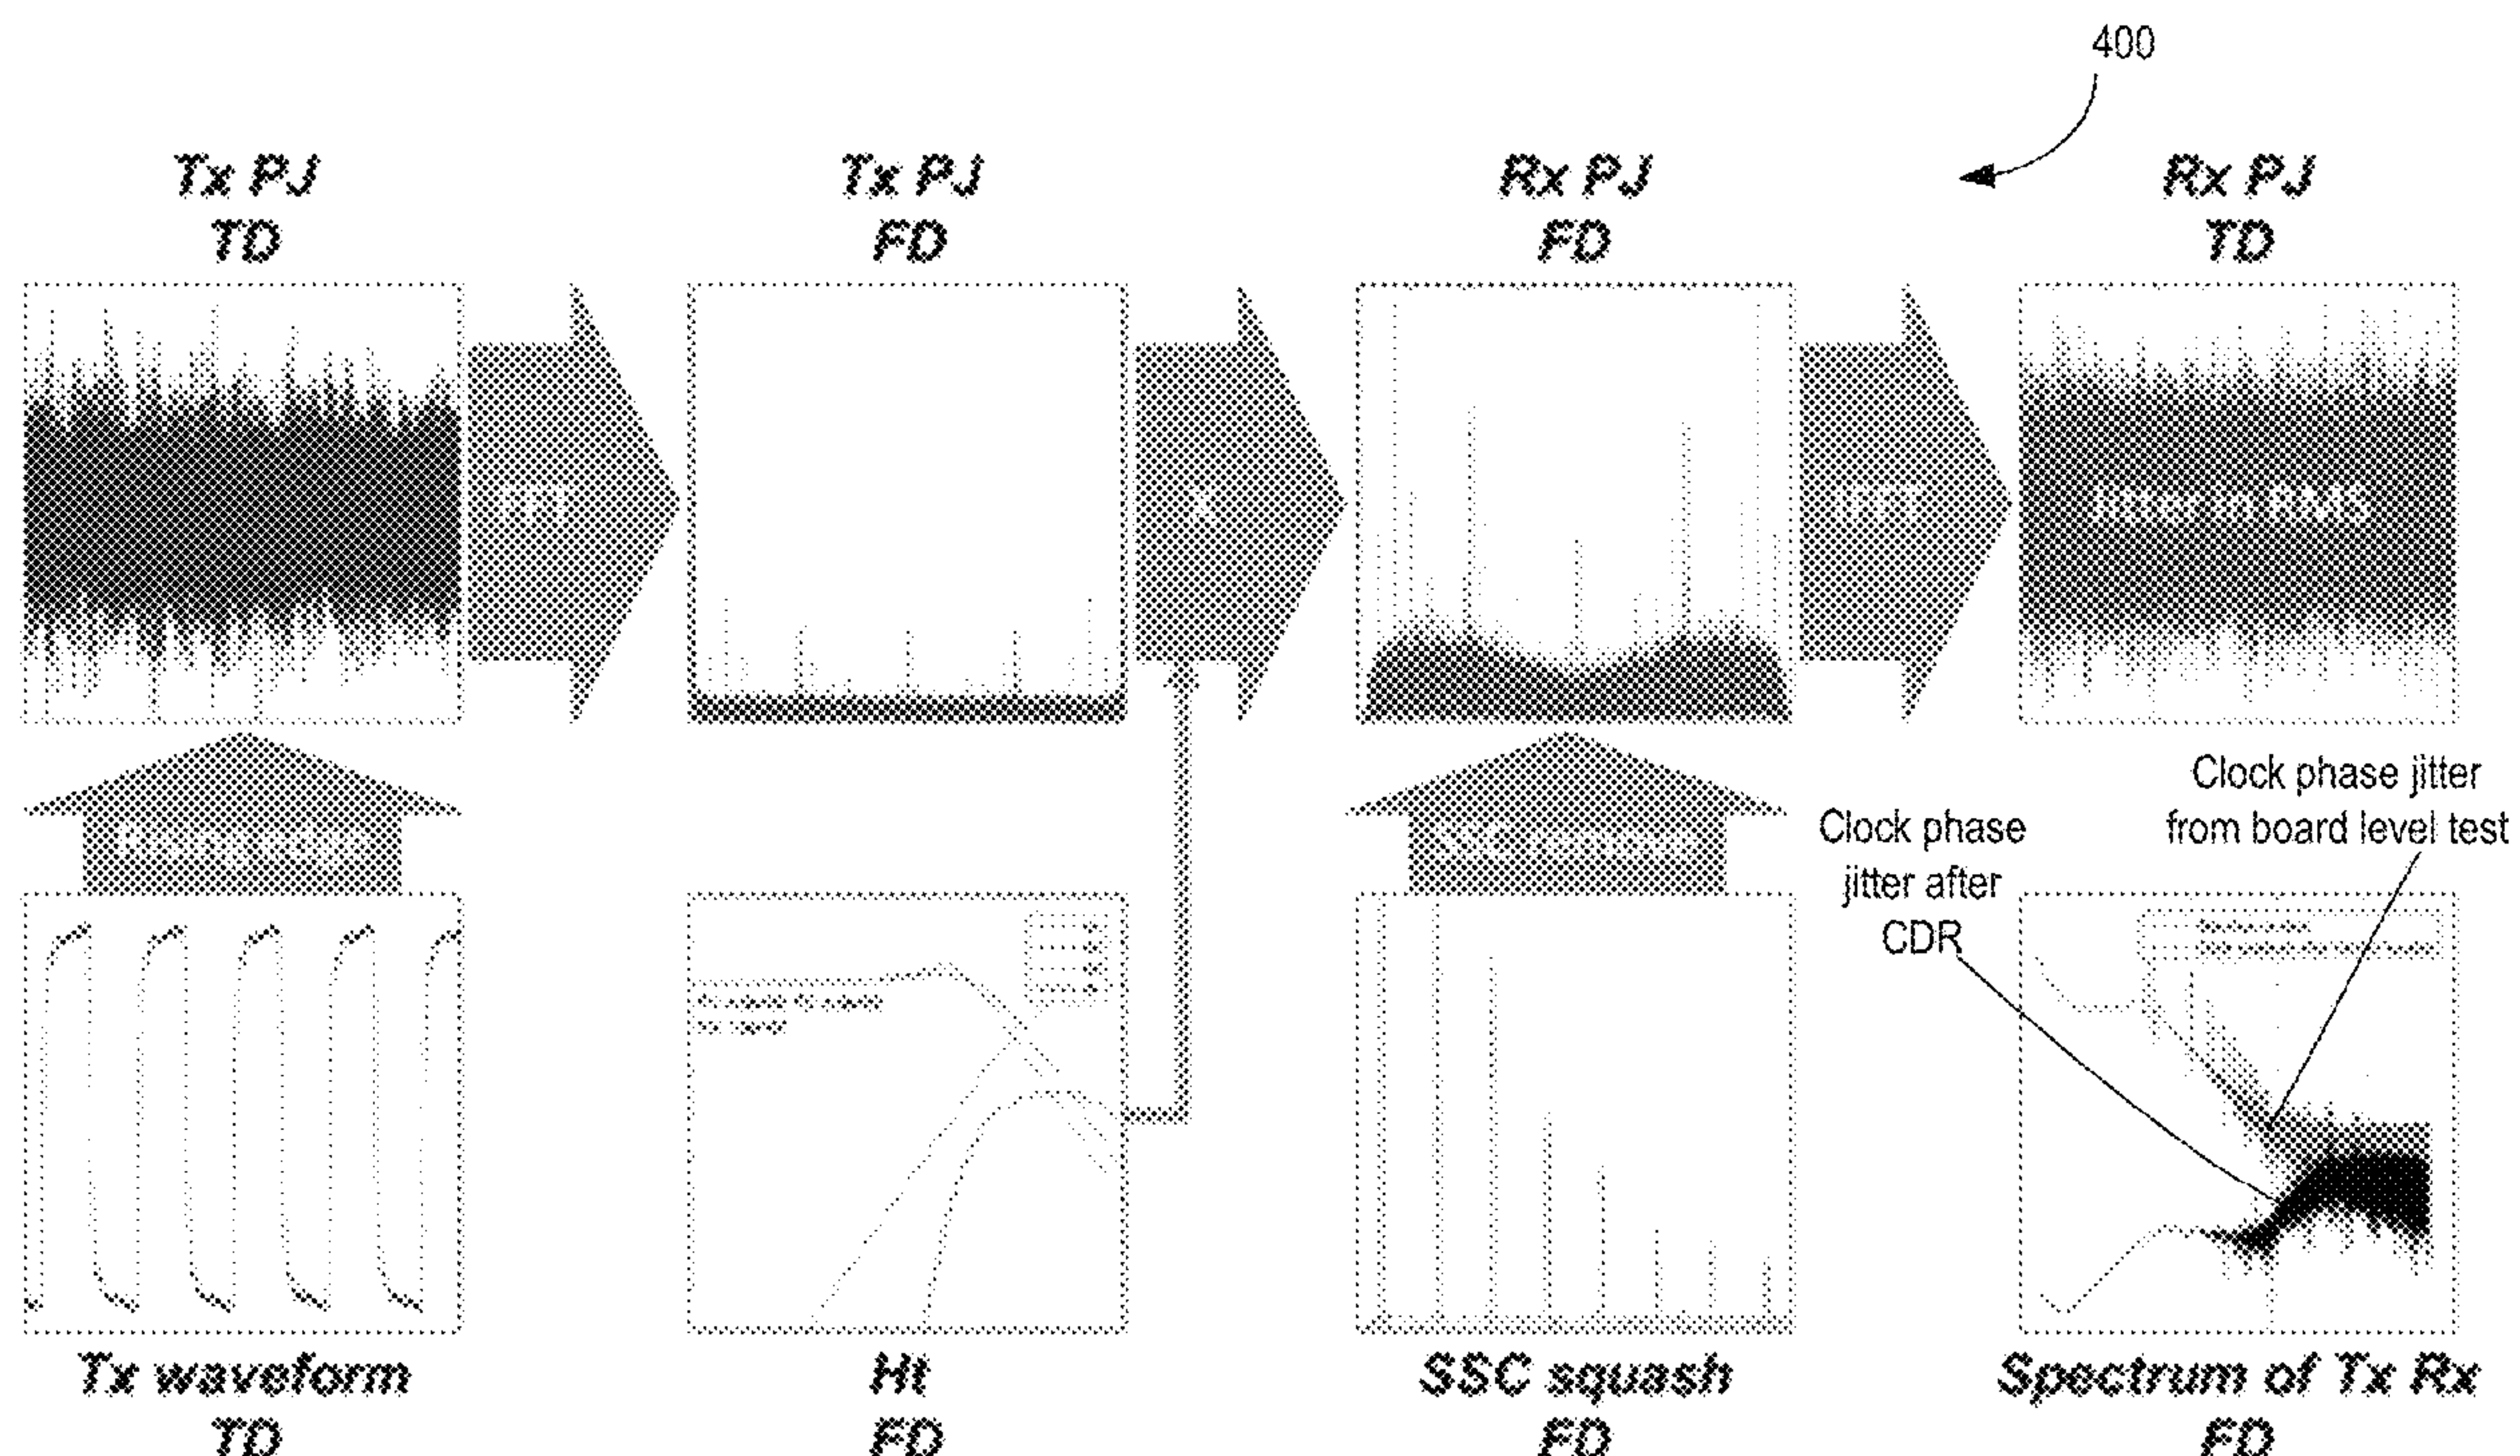 400
Tx PJ
TD
Tx PJ
FD
Rx PJ
FD
Rx PJ
TD
FFT
X
IFFT
Clock phase
jitter after
CDR
Clock phase jitter
from board level test
Tx waveform
TD
Ht
FD
SSC squash
FD
Spectrum of Tx Rx
FD